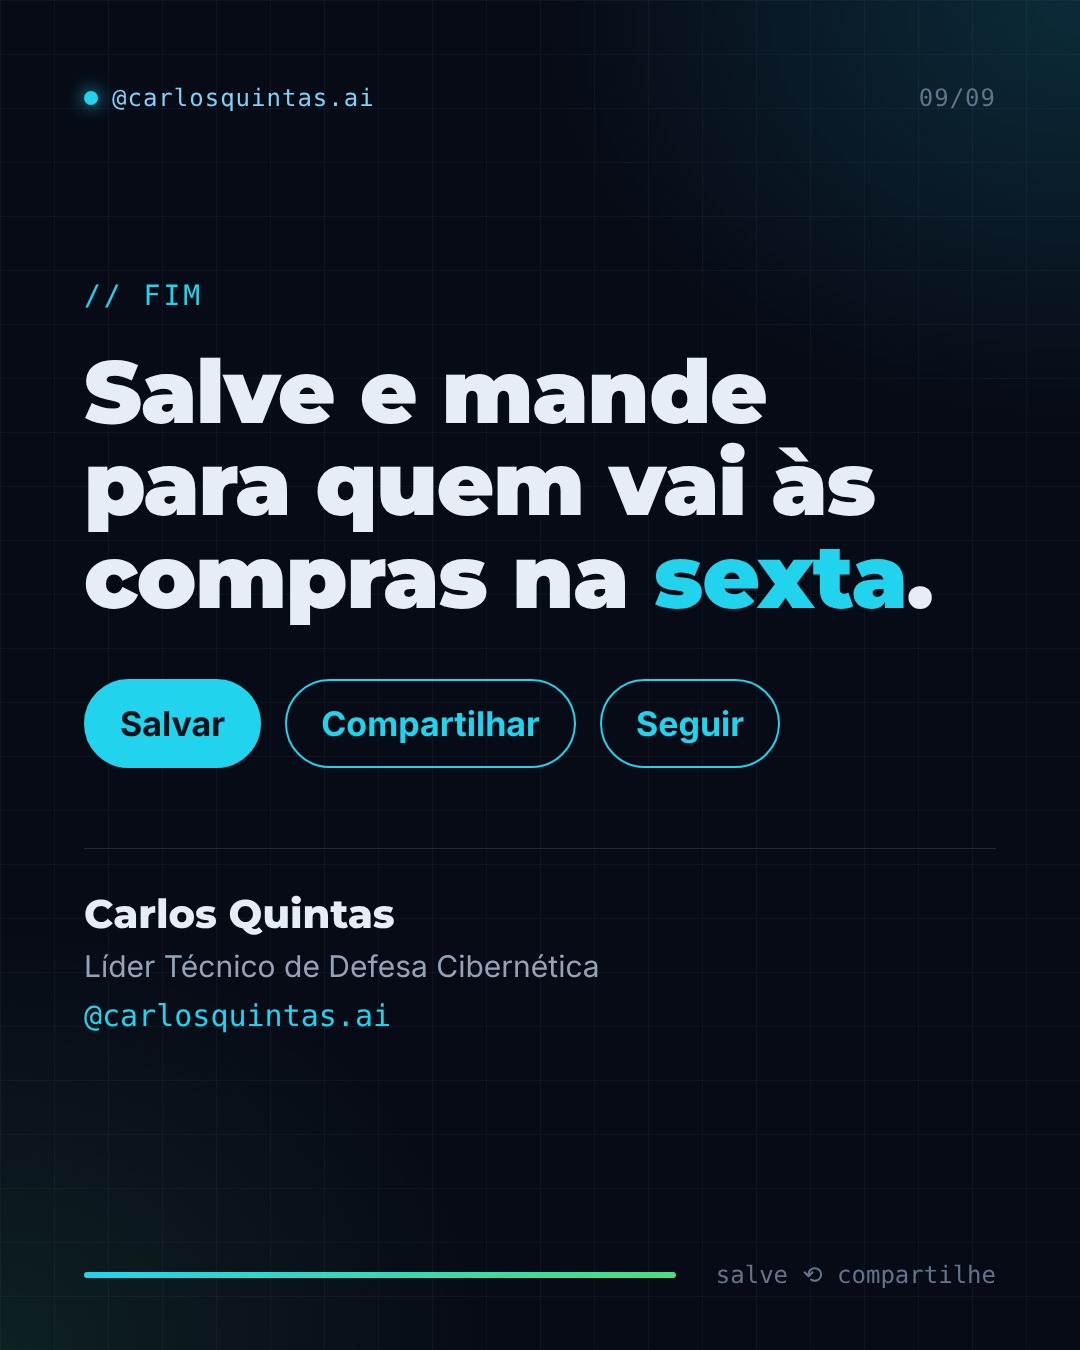 @carlosquintas.ai
09/09
// FIM
Salve e mande
para quem vai às
compras na sexta.
Salvar
Compartilhar
Seguir
Carlos Quintas
Líder Técnico de Defesa Cibernética
@carlosquintas.ai
salve ⟲ compartilhe